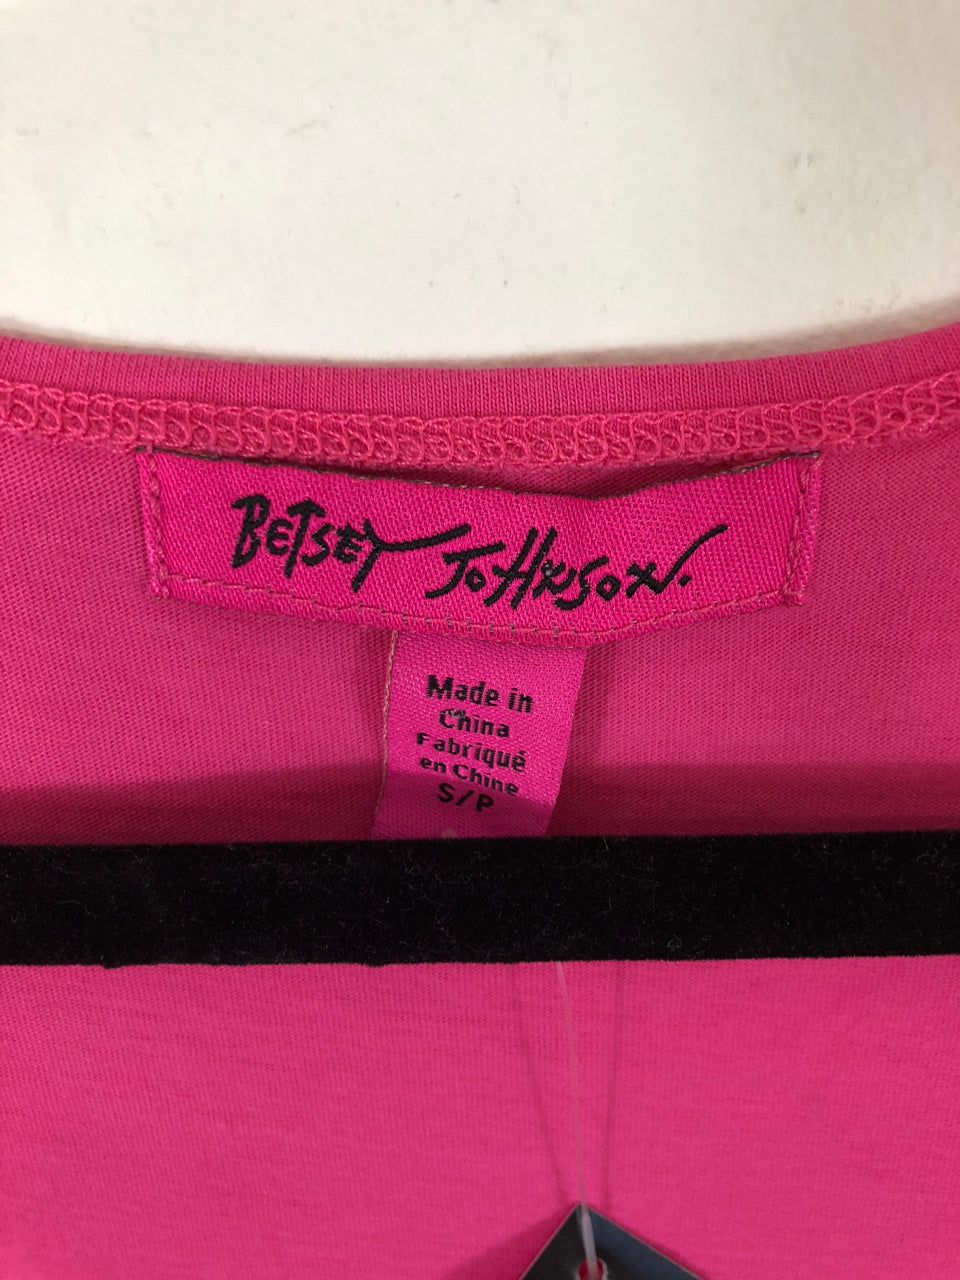 BETSEY JOHNSON.
Made in
China
Fabriqué
en Chine
S/P